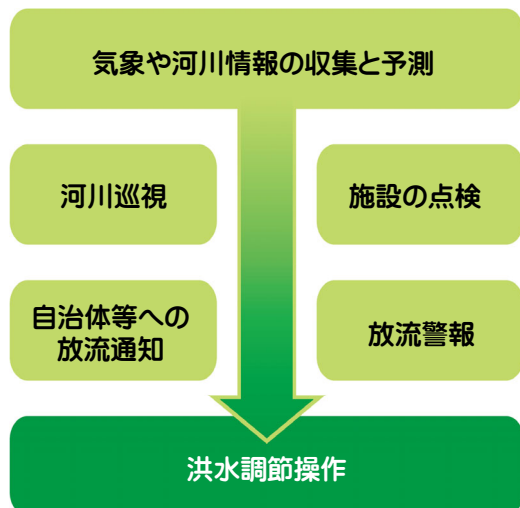 気象や河川情報の収集と予測
河川巡視
施設の点検
自治体等への
放流通知
放流警報
洪水調節操作